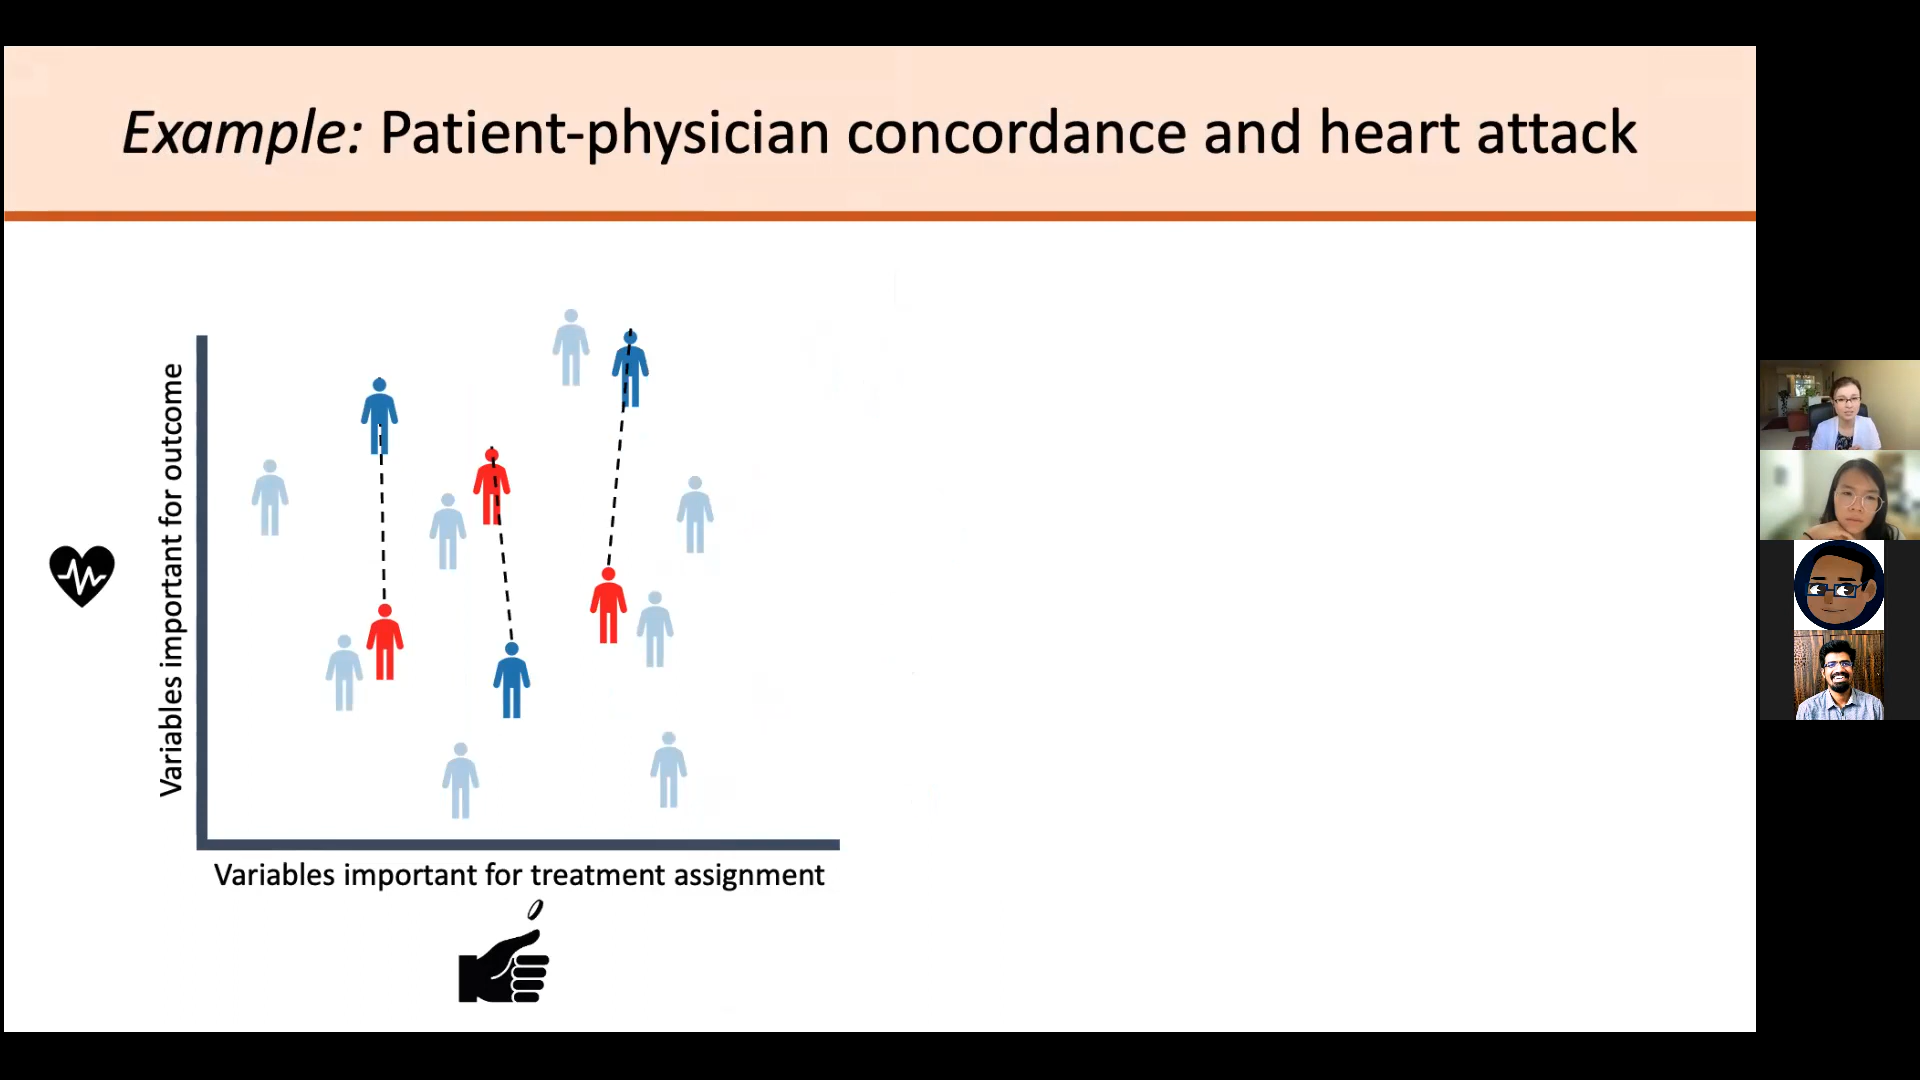 Example: Patient-physician concordance and heart attack
Variables important for outcome
Variables important for treatment assignment